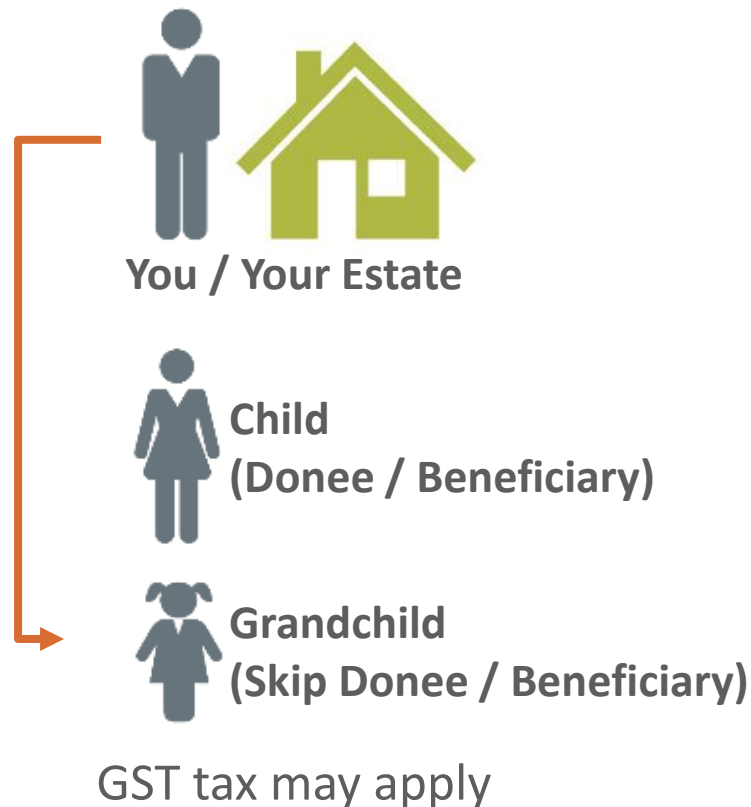 You / Your Estate
Child
(Donee / Beneficiary)
Grandchild
(Skip Donee / Beneficiary)
GST tax may apply